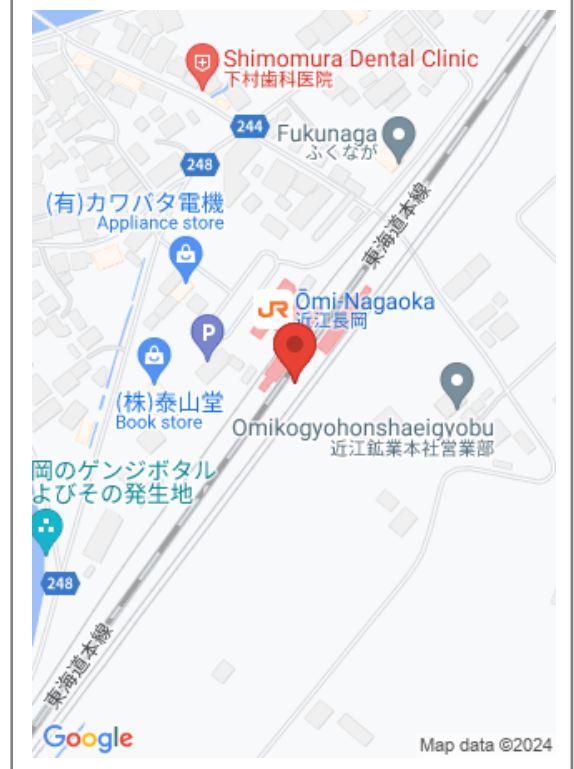 Shimomura Dental Clinic
下村歯科医院
244
Fukunaga
ふくなが
248
東海道本線
(有)カワバタ電機
Appliance store
JR
Ōmi-Nagaoka
近江長岡
P
(株)泰山堂
Book store
Omikogyohonshaeigyobu
近江鉱業本社営業部
岡のゲンジボタル
よびその発生地
248
東海道本線
Google
Map data ©2024